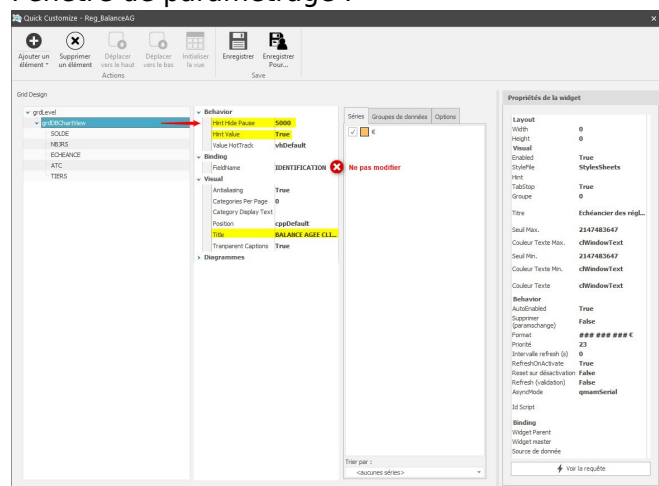 Fenêtre de paramétrage :
Quick Customize - Reg_BalanceAG
Ajouter un élément
Supprimer un élément
Déplacer vers le haut
Déplacer vers le bas
Initialiser la vue
Enregistrer
Enregistrer Pour...
Actions
Save
Grid Design
grdLevel
grdDBChartView
SOLDE
NBJRS
ECHEANCE
ATC
TIERS
Behavior
Hint Hide Pause 5000
Hint Value True
Value HotTrack vhDefault
Binding
FieldName IDENTIFICATION
Ne pas modifier
Visual
Antialiasing True
Categories Per Page 0
Category Display Text
Position cppDefault
Title BALANCE AGEE CLI...
Tranparent Captions True
Diagrammes
Séries Groupes de données Options
€
Trier par :
<aucunes séries>
Propriétés de la widget
Layout
Width 0
Height 0
Visual
Enabled True
StyleFile StylesSheets
Hint
TabStop True
Groupe 0
Titre Echéancier des régl...
Seuil Max. 2147483647
Couleur Texte Max. clWindowText
Seuil Min. 2147483647
Couleur Texte Min. clWindowText
Couleur Texte clWindowText
Behavior
AutoEnabled True
Supprimer (paramschange) False
Format ### ### ### €
Priorité 23
Intervalle refresh (s) 0
RefreshOnActivate True
Reset sur désactivation False
Refresh (validation) False
AsyncMode qmamSerial
Id Script
Binding
Widget Parent
Widget master
Source de donnée
Voir la requête